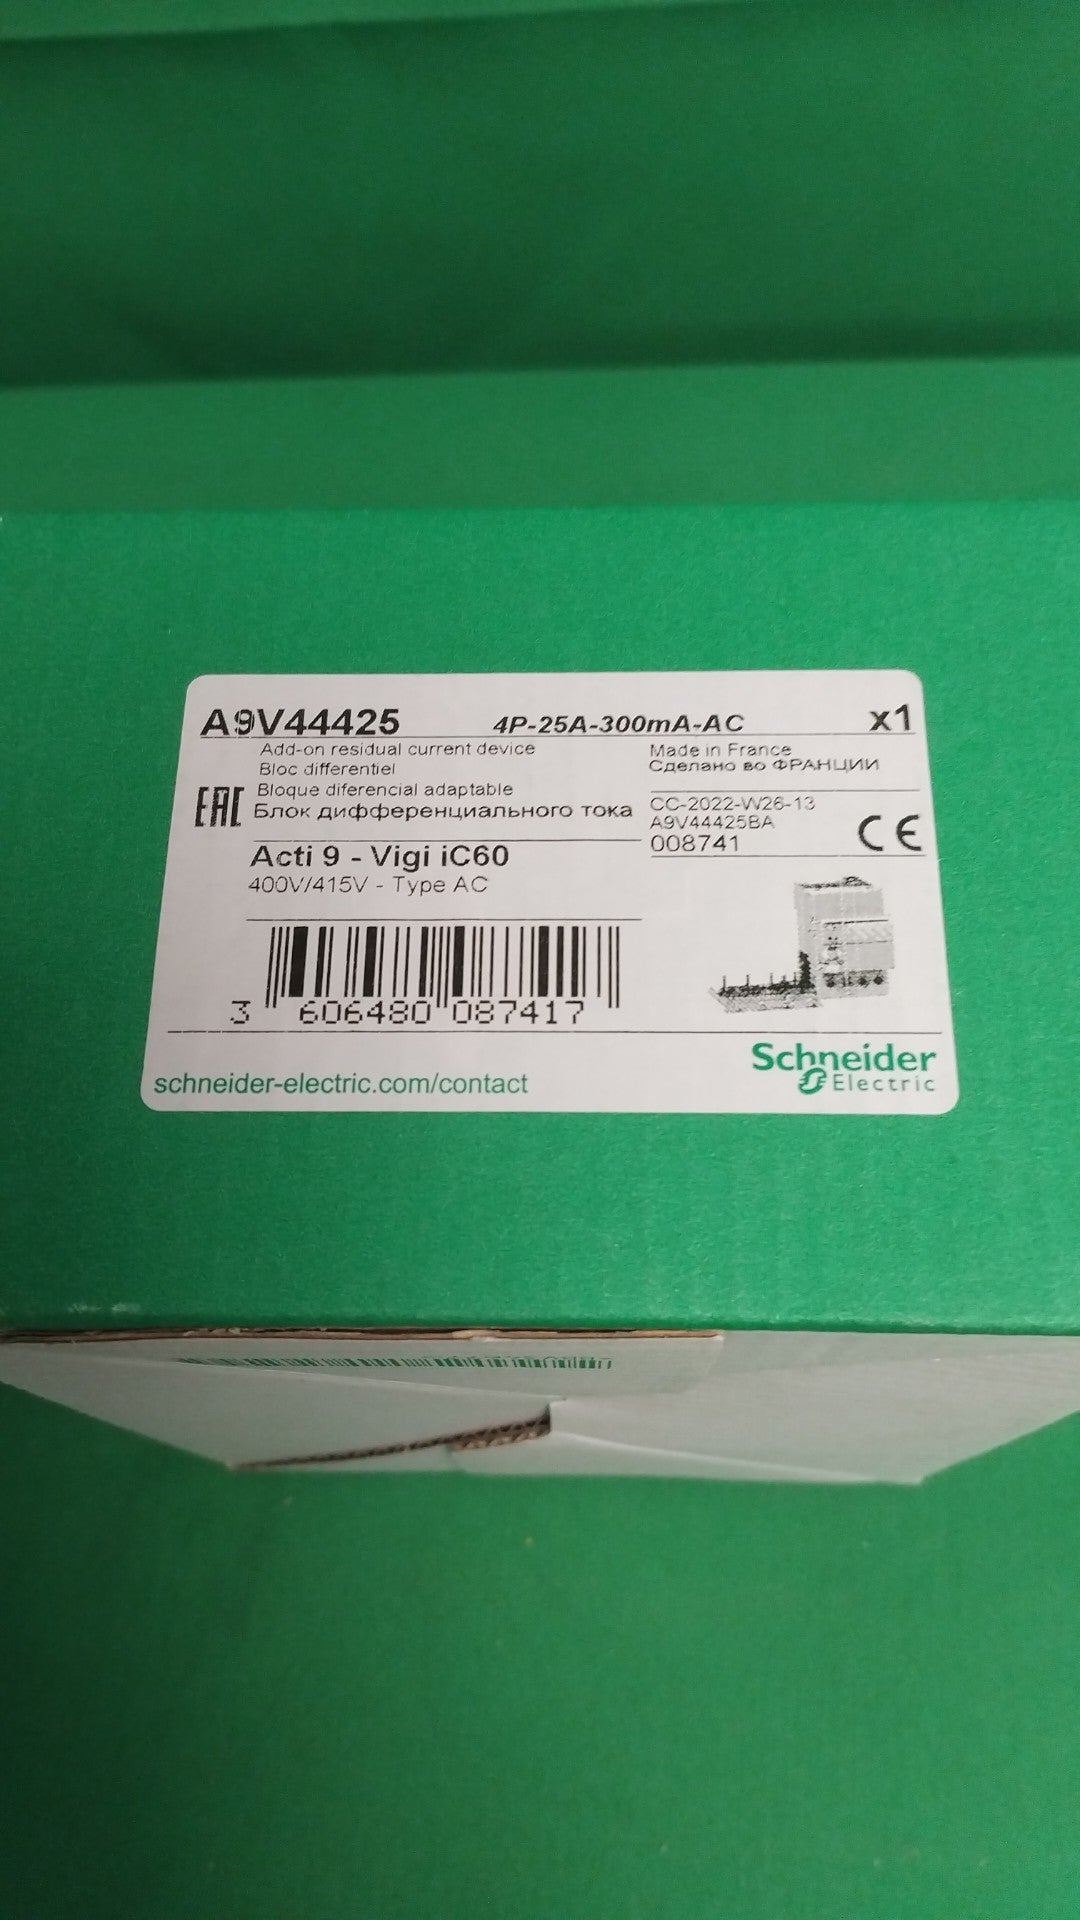 A9V44425 4P-25A-300mA-AC x1
Add-on residual current device
Bloc differentiel
Bloque diferencial adaptable
Блок дифференциального тока
EAC
Made in France
Сделано во ФРАНЦИИ
CC-2022-W26-13
A9V44425BA
008741
CE
Acti 9 - Vigi iC60
400V/415V - Type AC
3 606480 087417
schneider-electric.com/contact
Schneider
Electric